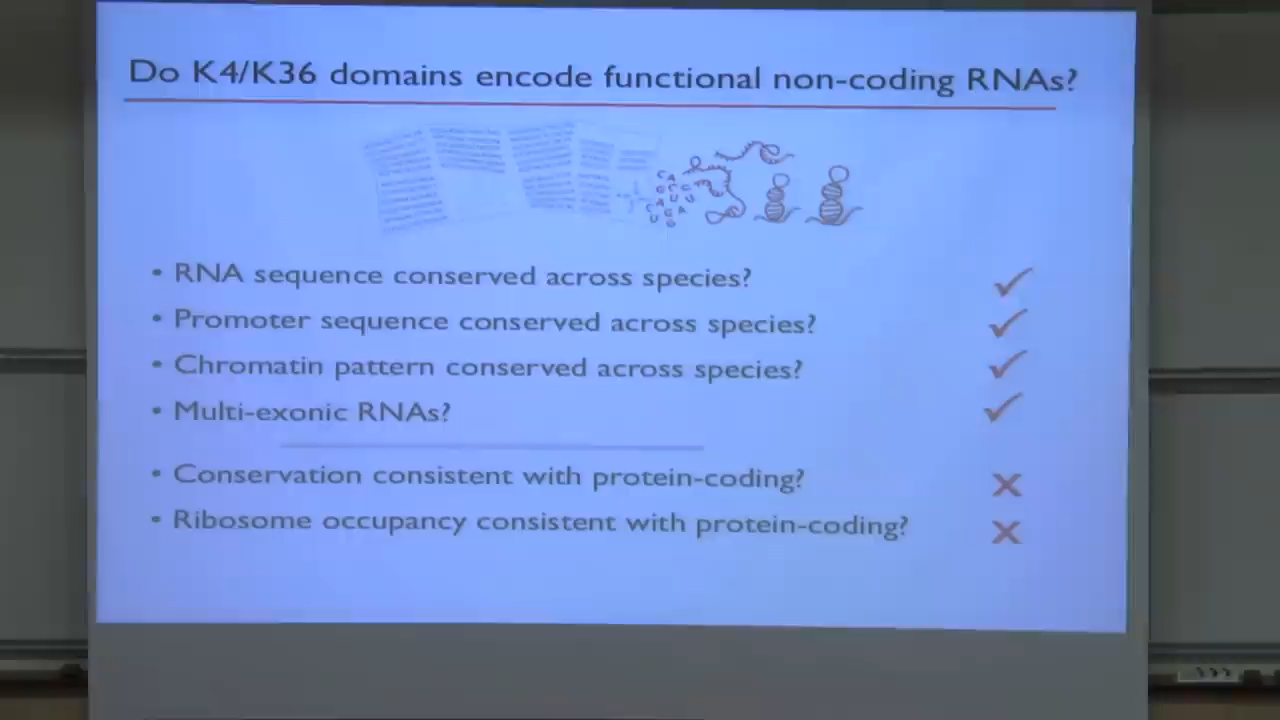 Do K4/K36 domains encode functional non-coding RNAs?
• RNA sequence conserved across species? ✓
• Promoter sequence conserved across species? ✓
• Chromatin pattern conserved across species? ✓
• Multi-exonic RNAs? ✓
• Conservation consistent with protein-coding? ×
• Ribosome occupancy consistent with protein-coding? ×